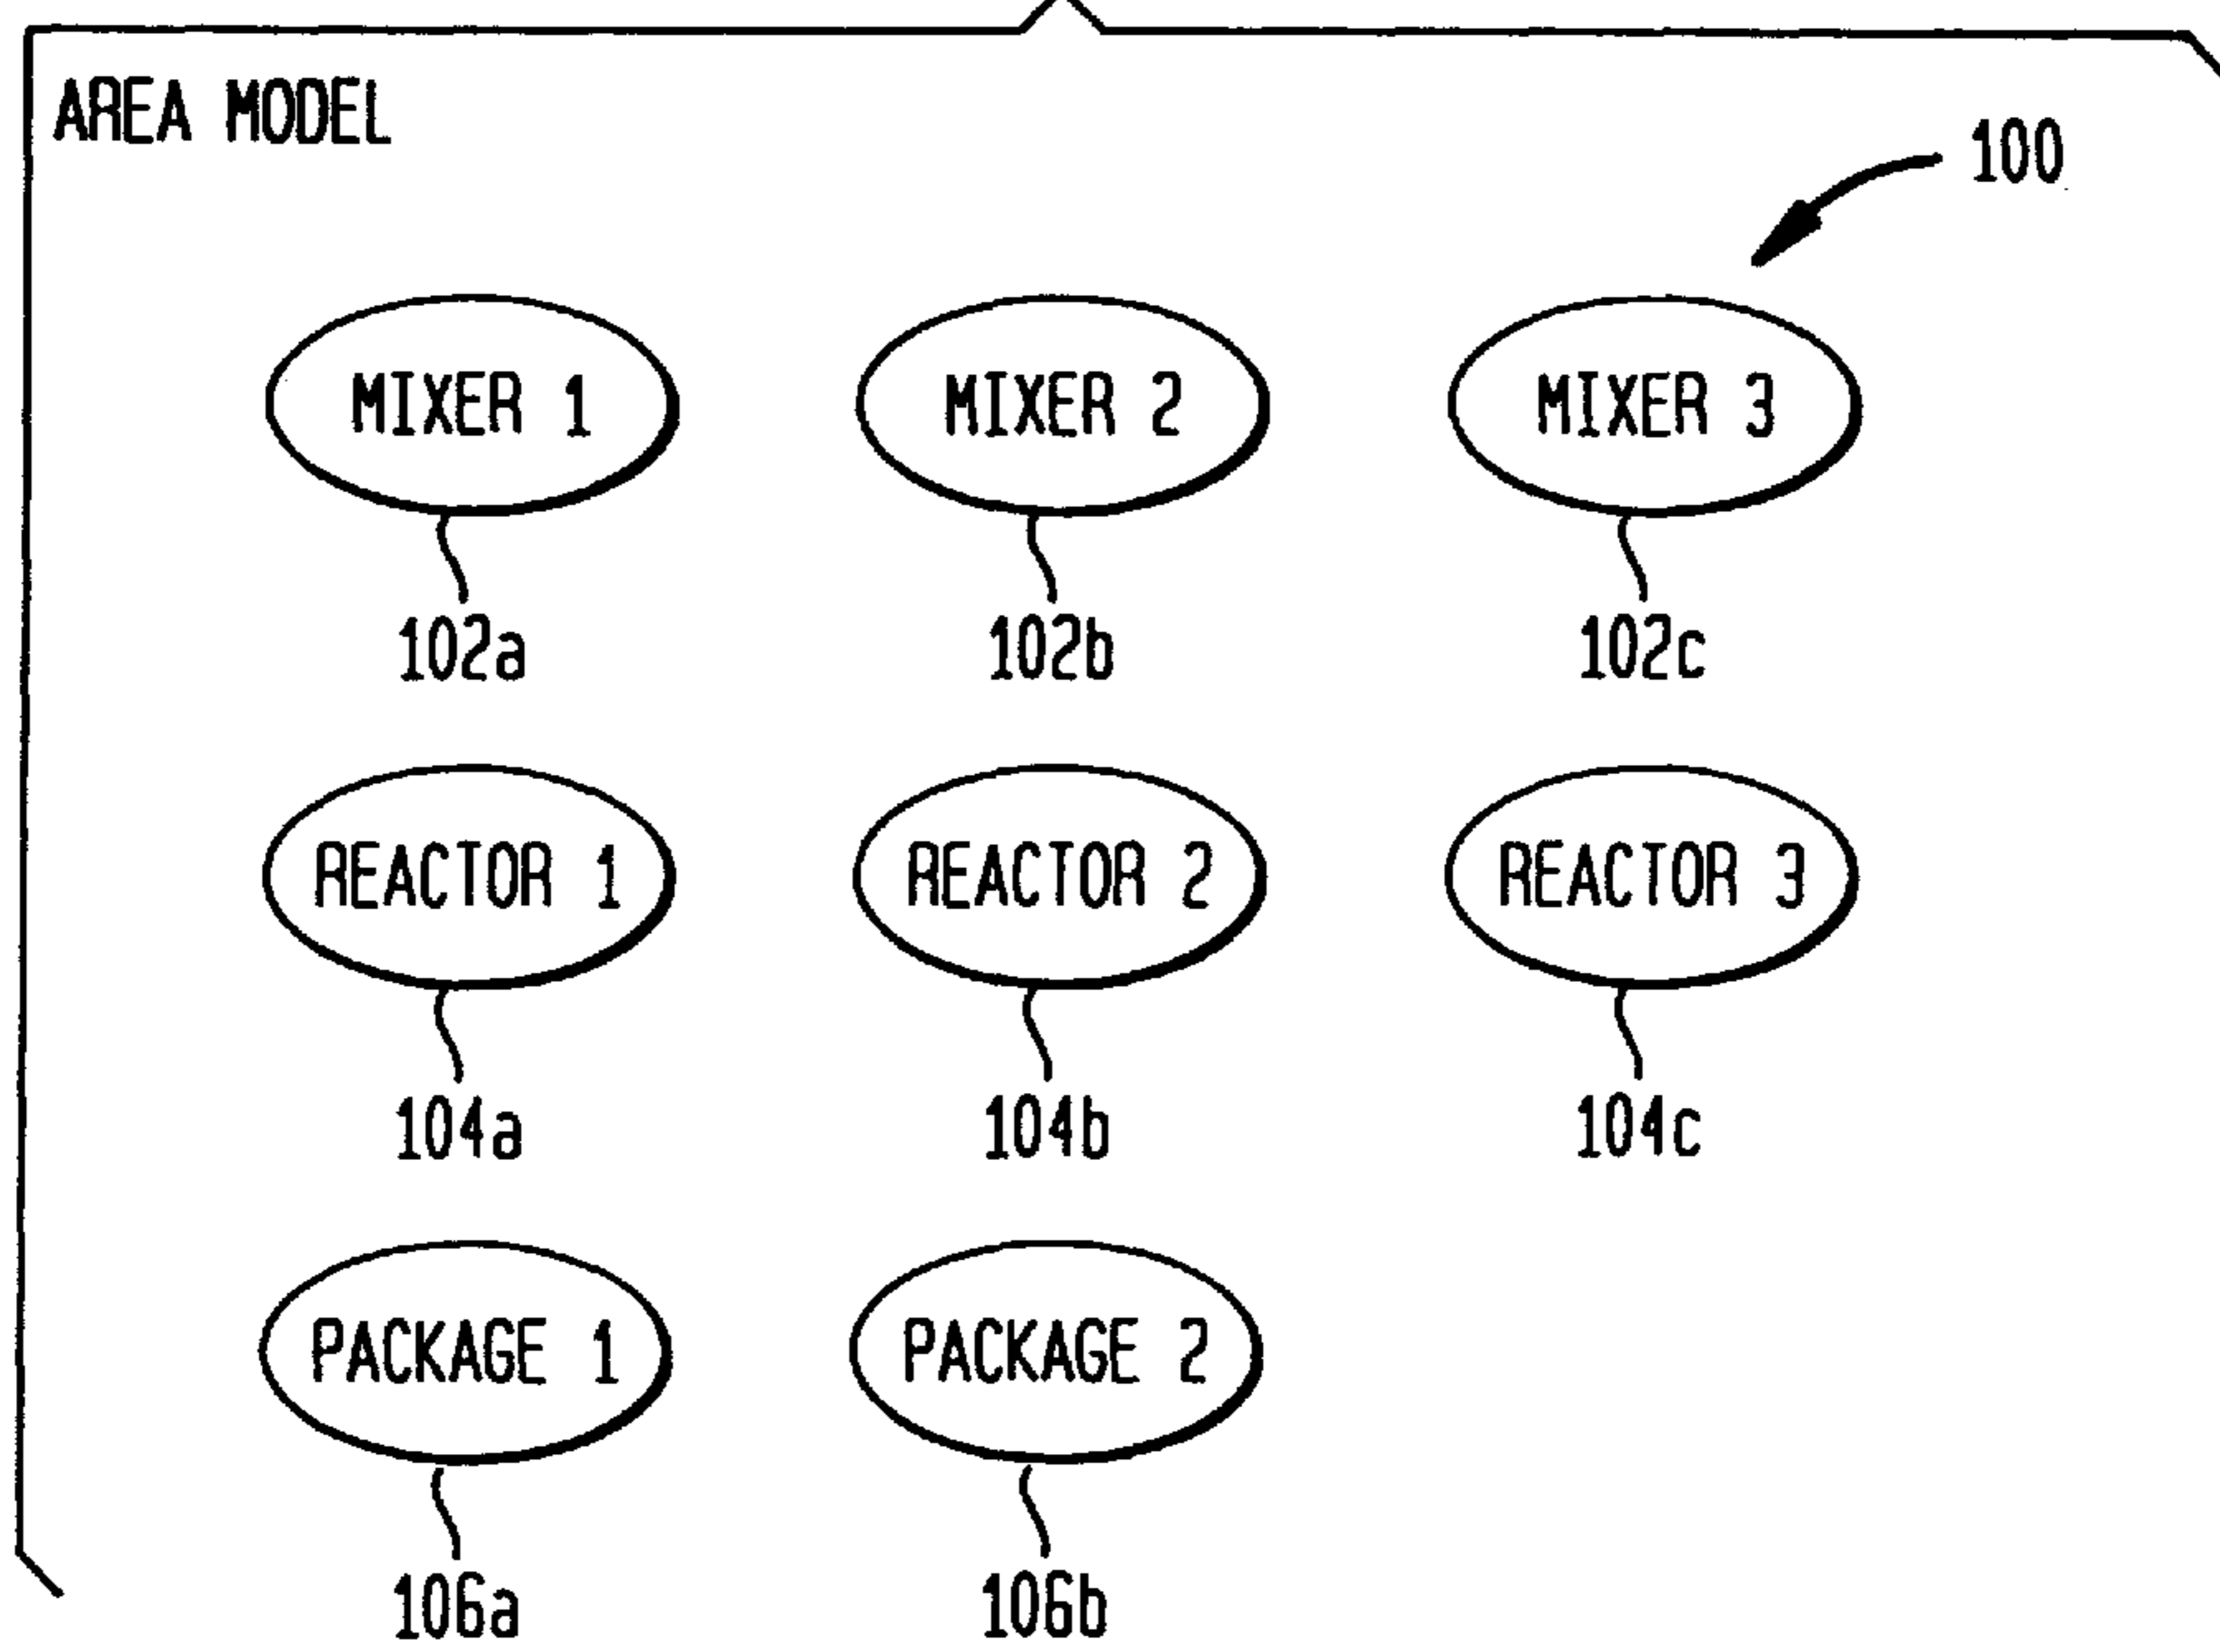 AREA MODEL
100
MIXER 1 MIXER 2 MIXER 3
102a 102b 102c
REACTOR 1 REACTOR 2 REACTOR 3
104a 104b 104c
PACKAGE 1 PACKAGE 2
106a 106b